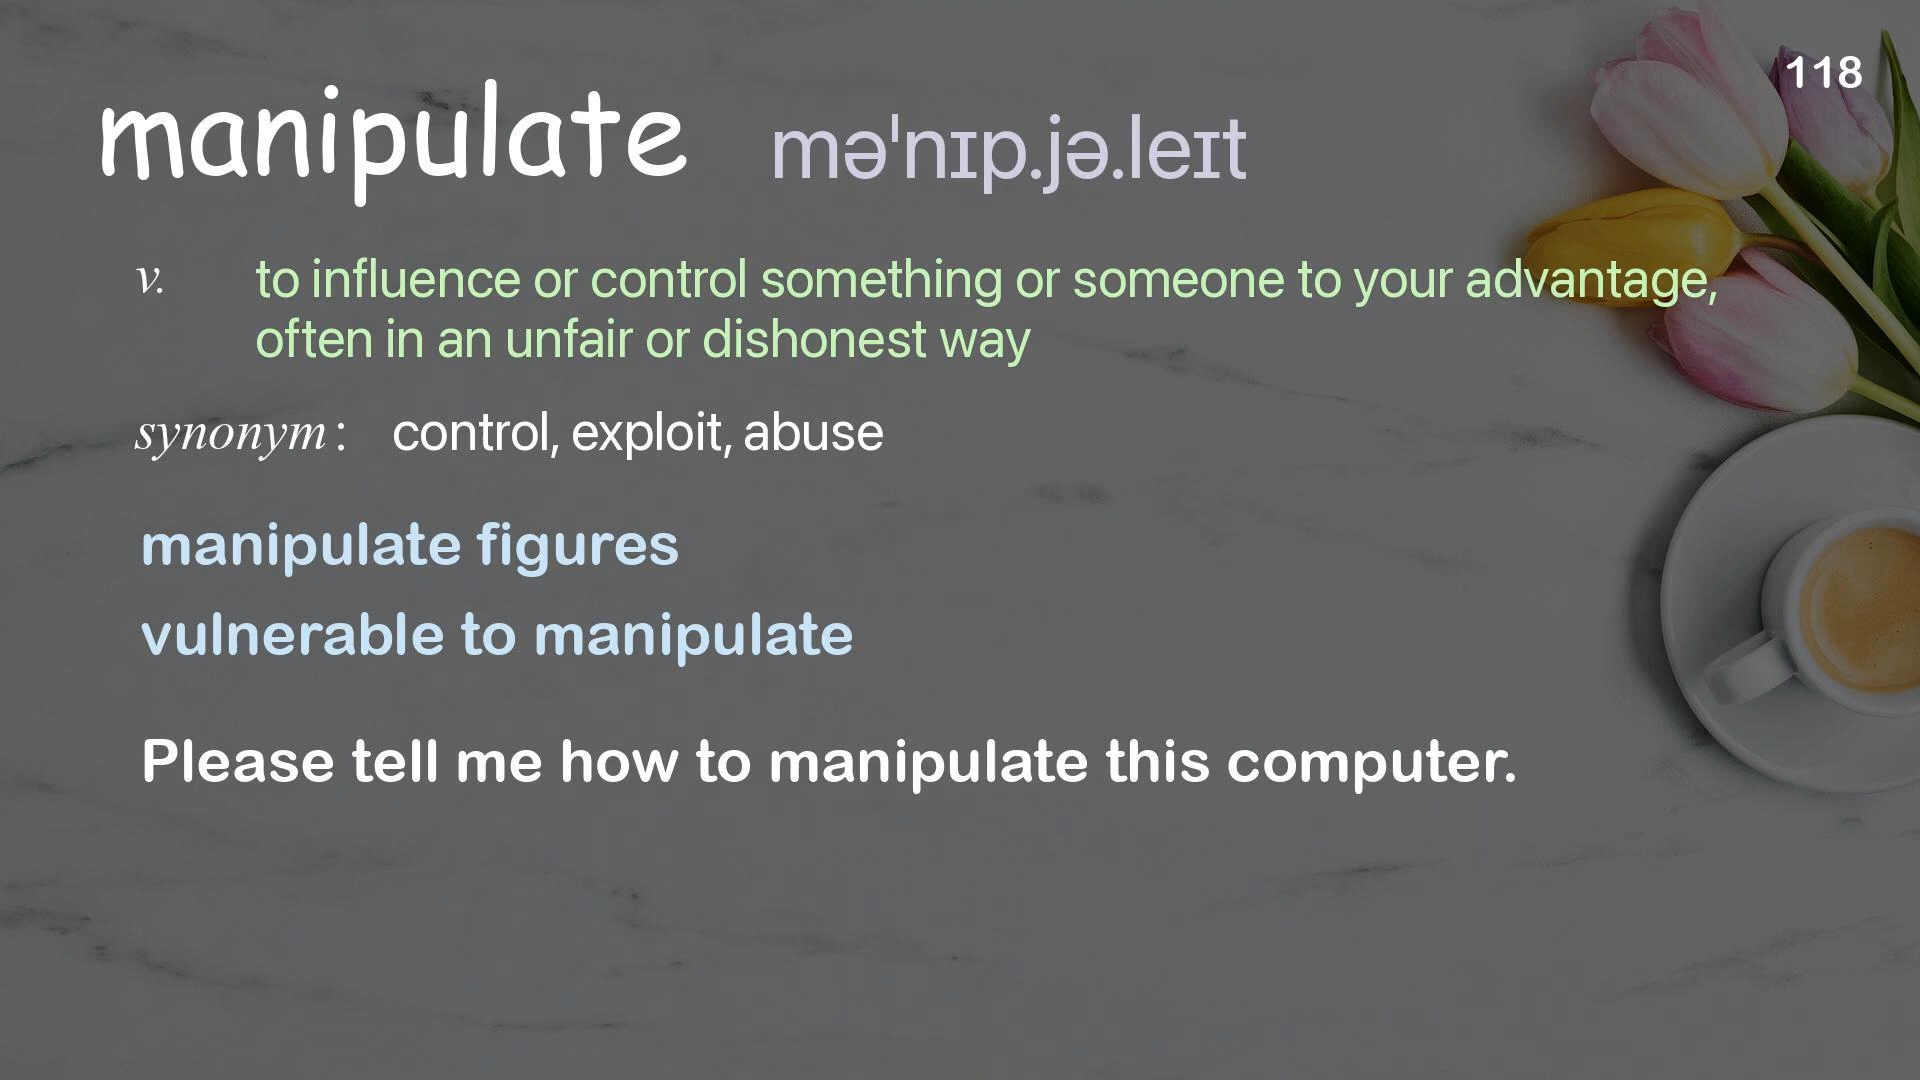 118
manipulate məˈnɪp.jə.leɪt
v. to influence or control something or someone to your advantage,
often in an unfair or dishonest way
synonym : control, exploit, abuse
manipulate figures
vulnerable to manipulate
Please tell me how to manipulate this computer.